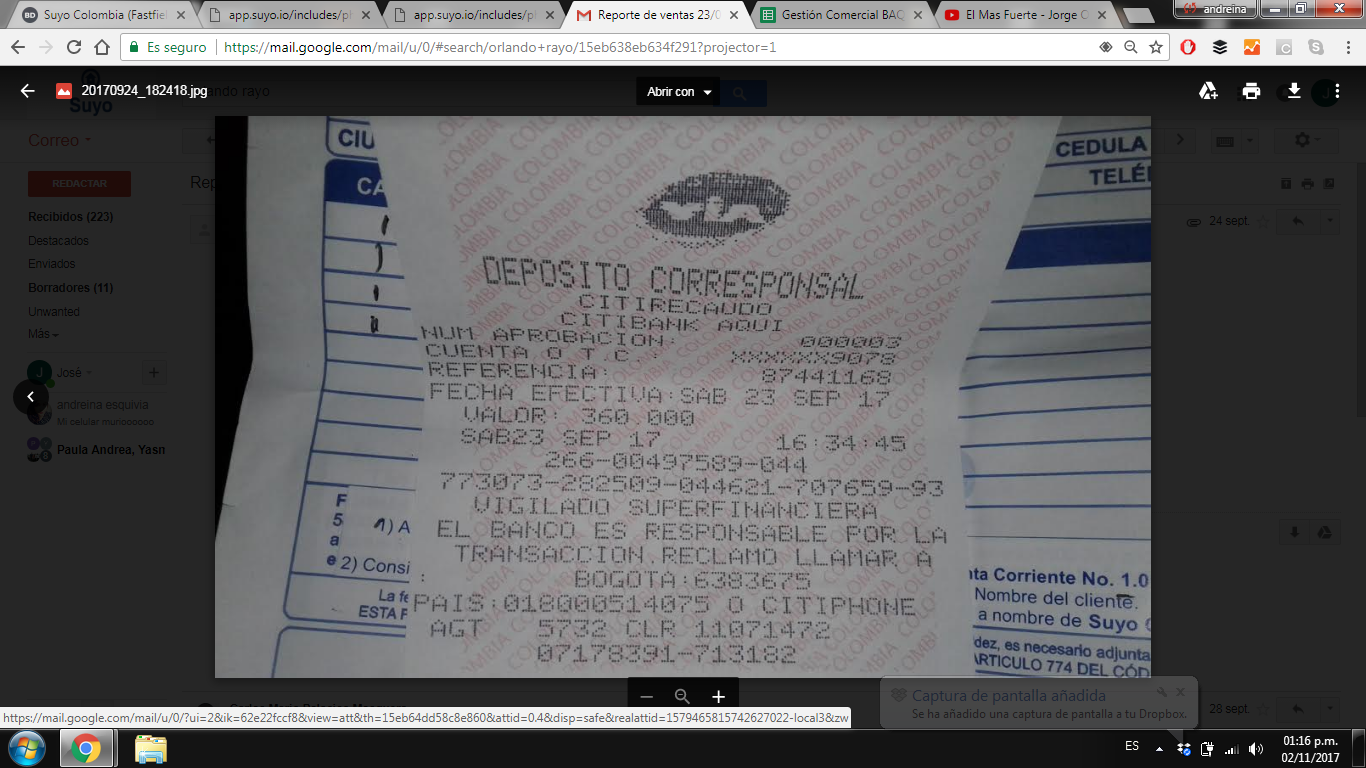 Suyo Colombia (Fastfiel
app.suyo.io/includes/pl
app.suyo.io/includes/pl
Reporte de ventas 23/0
Gestión Comercial BAQ
El Mas Fuerte - Jorge C
andreina
Es seguro
https://mail.google.com/mail/u/0/#search/orlando+rayo/15eb638eb634f291?projector=1
20170924_182418.jpg
ando rayo
Abrir con
Suyo
Correo
REDACTAR
Rep
Recibidos (223)
Destacados
Enviados
Borradores (11)
Unwanted
Más
24 sept.
José
andreina esquivia
Mi celular muriooooooo
Paula Andrea, Yasn
CIU
CA
CEDULA
TELÉ
COLOMBIA
DEPOSITO CORRESPONSAL
CITIRECAUDO
CITIBANK AQUI
NUM APROBACION: 000003
CUENTA O T.C XXXXXX9078
REFERENCIA: 87441168
FECHA EFECTIVA:SAB 23 SEP 17
VALOR: 360 000
SAB23 SEP 17 16:34:45
266-00497589-044
773073-282509-044621-707659-93
VIGILADO SUPERFINANCIERA
EL BANCO ES RESPONSABLE POR LA
TRANSACCION.RECLAMO LLAMAR A
:
BOGOTA:6383675
PAIS:018000514075 O CITIPHONE
AGT 5732 CLR 11071472
07178391-713182
F
5
a
e
1) A
2) Consi
La fe
ESTA F
nta Corriente No. 1.0
Nombre del cliente.
a nombre de Suyo
dez, es necesario adjunta
ARTICULO 774 DEL CÓD
Captura de pantalla añadida
Se ha añadido una captura de pantalla a tu Dropbox.
28 sept.
https://mail.google.com/mail/u/0/?ui=2&ik=62e22fccf8&view=att&th=15eb64dd58c8e860&attid=0.4&disp=safe&realattid=1579465815742627022-local3&zw
ES
01:16 p.m.
02/11/2017